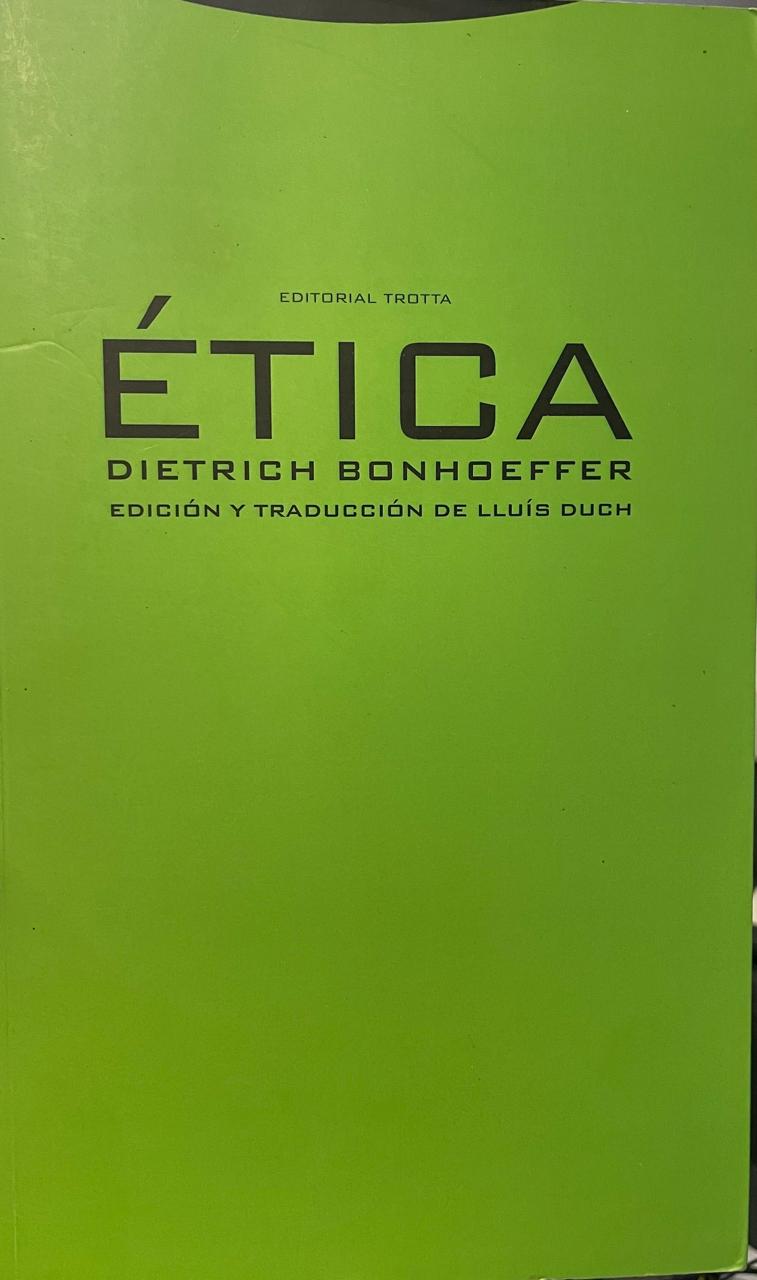 EDITORIAL TROTTA
ÉTICA
DIETRICH BONHOEFFER
EDICIÓN Y TRADUCCIÓN DE LLUÍS DUCH